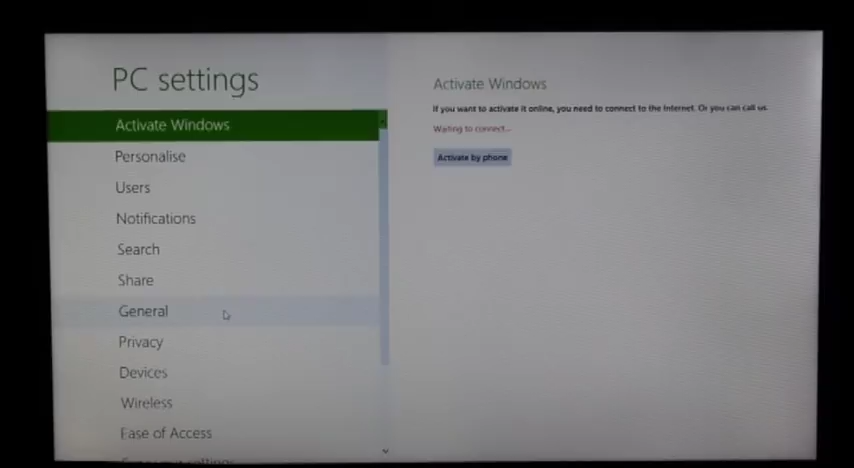 PC settings
Activate Windows
Personalise
Users
Notifications
Search
Share
General
Privacy
Devices
Wireless
Ease of Access
Activate Windows
If you want to activate it online, you need to connect to the Internet. Or you can call us.
Waiting to connect...
Activate by phone